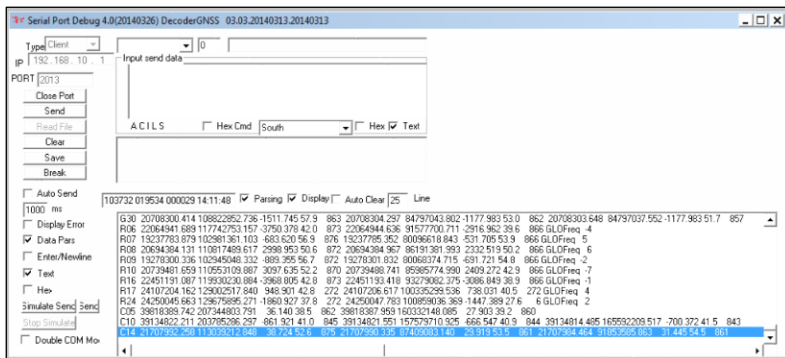 Serial Port Debug 4.0(20140326) DecoderGNSS 03.03.20140313.20140313
Type Client 0
IP 192.168. 10 . 1 Input send data
PORT 2013
Close Port
Send
Read File A C I L S Hex Cmd South Hex Text
Clear
Save
Break
Auto Send 103732 019534 000029 14:11:48 Parsing Display Auto Clear 25 Line
1000 ms
Display Error
Data Pars
Enter/Newline
Text
Hex
Simulate Send Send
Stop Simulate
Double COM Mo
G30 20708300.414 108822852.736 -1511.745 57.9 863 20708304.297 84797043.802 -1177.983 53.0 862 20708303.648 84797037.552 -1177.983 51.7 857
R06 22064941.689 117742753.157 -3750.378 42.0 873 22064944.636 91577700.711 -2916.962 39.6 866 GLOFreq -4
R07 19237783.879 102981361.103 -683.620 56.9 876 19237785.352 80096618.843 -531.705 53.9 866 GLOFreq 5
R08 20694384.131 110817489.617 2998.953 50.6 872 20694384.967 86191381.993 2332.519 50.2 866 GLOFreq 6
R09 19278300.336 102945048.332 -889.355 56.7 872 19278301.832 80068374.715 -691.721 54.8 866 GLOFreq -2
R10 20739481.659 110553109.887 3097.635 52.2 870 20739488.741 85985774.990 2409.272 42.9 866 GLOFreq -7
R16 22451191.087 119930230.884 -3968.805 42.8 873 22451193.418 93279082.375 -3086.849 38.9 866 GLOFreq -1
R17 24107204.162 129002517.840 948.901 42.8 272 24107206.617 100335299.536 738.031 40.5 272 GLOFreq 4
R24 24250045.663 129675895.271 -1860.927 37.8 272 24250047.783 100859036.369 -1447.389 27.6 6 GLOFreq 2
C05 39818389.742 207344803.791 36.140 38.5 862 39818387.959 160332148.085 27.903 39.2 860
C10 39134822.211 203785286.297 -861.921 41.0 845 39134821.551 157579710.925 -666.547 40.9 844 39134814.485 165592209.517 -700.372 41.5 843
C14 21707992.258 113039212.848 38.724 52.6 875 21707990.335 87409083.140 29.919 53.5 861 21707984.464 91853585.863 31.445 54.5 861